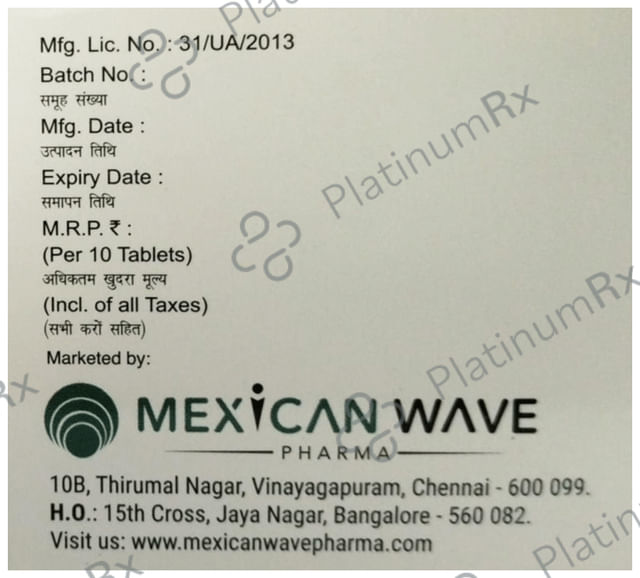 Mfg. Lic. No. : 31/UA/2013
Batch No. :
समूह संख्या
Mfg. Date :
उत्पादन तिथि
Expiry Date :
समापन तिथि
M.R.P. ₹ :
(Per 10 Tablets)
अधिकतम खुदरा मूल्य
(Incl. of all Taxes)
(सभी करों सहित)
Marketed by:
MEXICAN WAVE
PHARMA
10B, Thirumal Nagar, Vinayagapuram, Chennai - 600 099.
H.O.: 15th Cross, Jaya Nagar, Bangalore - 560 082.
Visit us: www.mexicanwavepharma.com
PlatinumRx
PlatinumRx